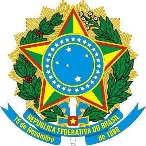 REPÚBLICA FEDERATIVA DO BRASIL
15 de Novembro
de 1889